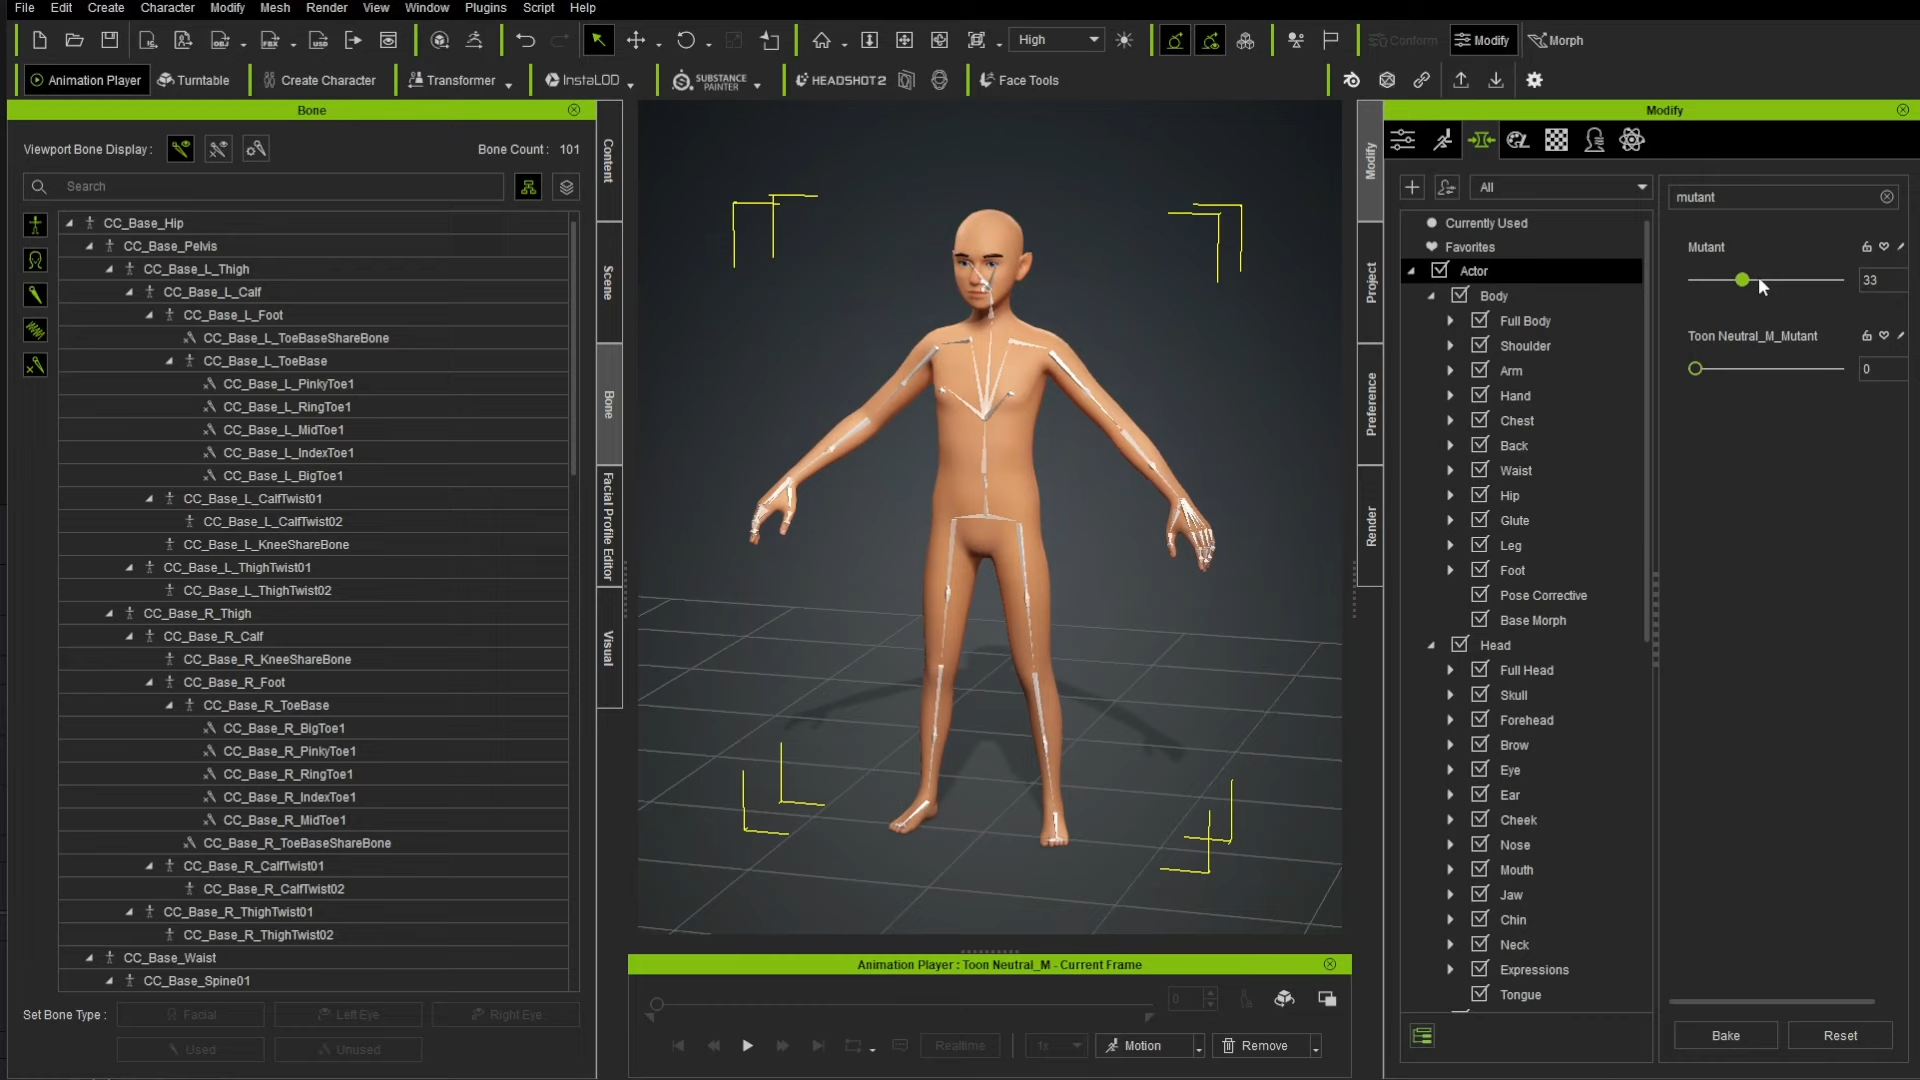 File Edit Create Character Modify Mesh Render View Window Plugins Script Help
High
Conform
Modify
Morph
Animation Player
Turntable
Create Character
Transformer
InstaLOD
SUBSTANCE PAINTER
HEADSHOT 2
Face Tools
Bone
Viewport Bone Display :
Bone Count : 101
Search
CC_Base_Hip
CC_Base_Pelvis
CC_Base_L_Thigh
CC_Base_L_Calf
CC_Base_L_Foot
CC_Base_L_ToeBaseShareBone
CC_Base_L_ToeBase
CC_Base_L_PinkyToe1
CC_Base_L_RingToe1
CC_Base_L_MidToe1
CC_Base_L_IndexToe1
CC_Base_L_BigToe1
CC_Base_L_CalfTwist01
CC_Base_L_CalfTwist02
CC_Base_L_KneeShareBone
CC_Base_L_ThighTwist01
CC_Base_L_ThighTwist02
CC_Base_R_Thigh
CC_Base_R_Calf
CC_Base_R_KneeShareBone
CC_Base_R_Foot
CC_Base_R_ToeBase
CC_Base_R_BigToe1
CC_Base_R_PinkyToe1
CC_Base_R_RingToe1
CC_Base_R_IndexToe1
CC_Base_R_MidToe1
CC_Base_R_ToeBaseShareBone
CC_Base_R_CalfTwist01
CC_Base_R_CalfTwist02
CC_Base_R_ThighTwist01
CC_Base_R_ThighTwist02
CC_Base_Waist
CC_Base_Spine01
Set Bone Type :
Facial
Left Eye
Right Eye
Used
Unused
Content
Scene
Bone
Facial Profile Editor
Visual
Animation Player : Toon Neutral_M - Current Frame
0
Realtime
1x
Motion
Remove
Modify
Project
Preference
Render
Modify
All
Currently Used
Favorites
Actor
Body
Full Body
Shoulder
Arm
Hand
Chest
Back
Waist
Hip
Glute
Leg
Foot
Pose Corrective
Base Morph
Head
Full Head
Skull
Forehead
Brow
Eye
Ear
Cheek
Nose
Mouth
Jaw
Chin
Neck
Expressions
Tongue
mutant
Mutant
33
Toon Neutral_M_Mutant
0
Bake
Reset